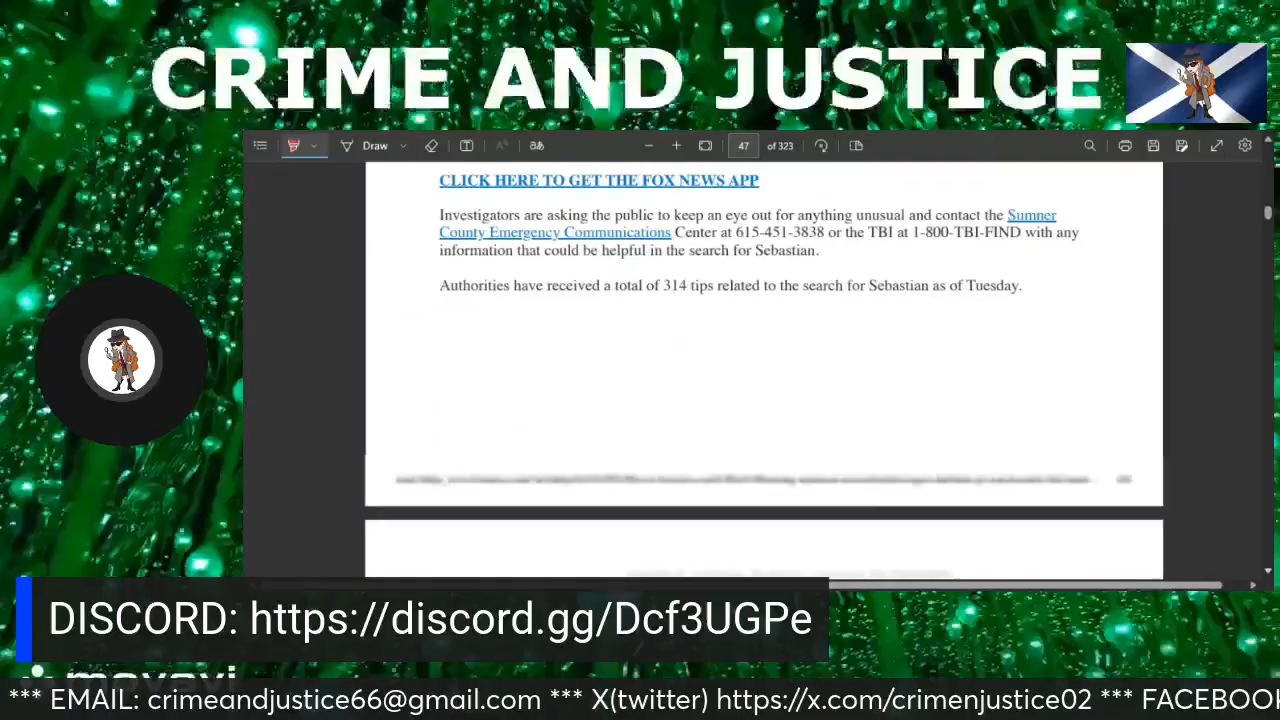 CRIME AND JUSTICE
Draw
47 of 323
CLICK HERE TO GET THE FOX NEWS APP
Investigators are asking the public to keep an eye out for anything unusual and contact the Sumner
County Emergency Communications Center at 615-451-3838 or the TBI at 1-800-TBI-FIND with any
information that could be helpful in the search for Sebastian.
Authorities have received a total of 314 tips related to the search for Sebastian as of Tuesday.
DISCORD: https://discord.gg/Dcf3UGPe
*** EMAIL: crimeandjustice66@gmail.com *** X(twitter) https://x.com/crimenjustice02 *** FACEBOOK